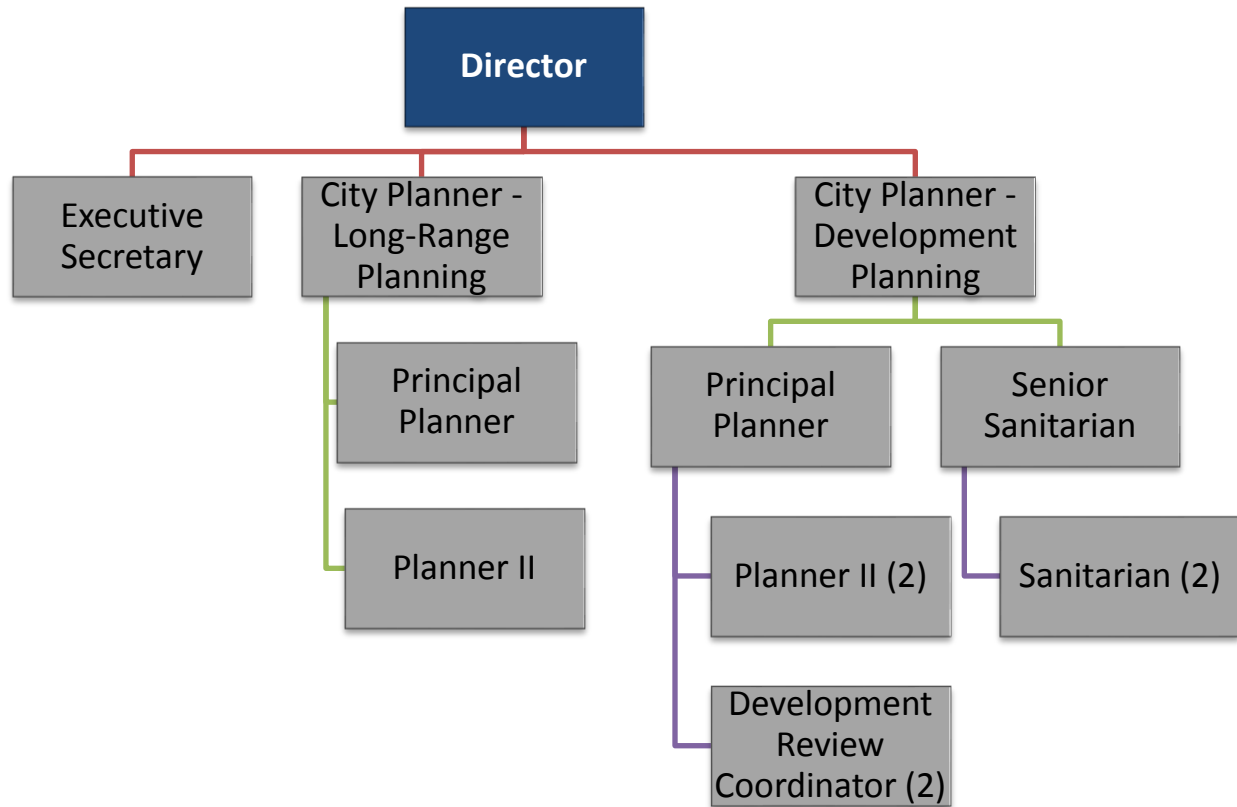 Director
Executive
Secretary
City Planner -
Long-Range
Planning
City Planner -
Development
Planning
Principal
Planner
Planner II
Principal
Planner
Senior
Sanitarian
Planner II (2)
Sanitarian (2)
Development
Review
Coordinator (2)